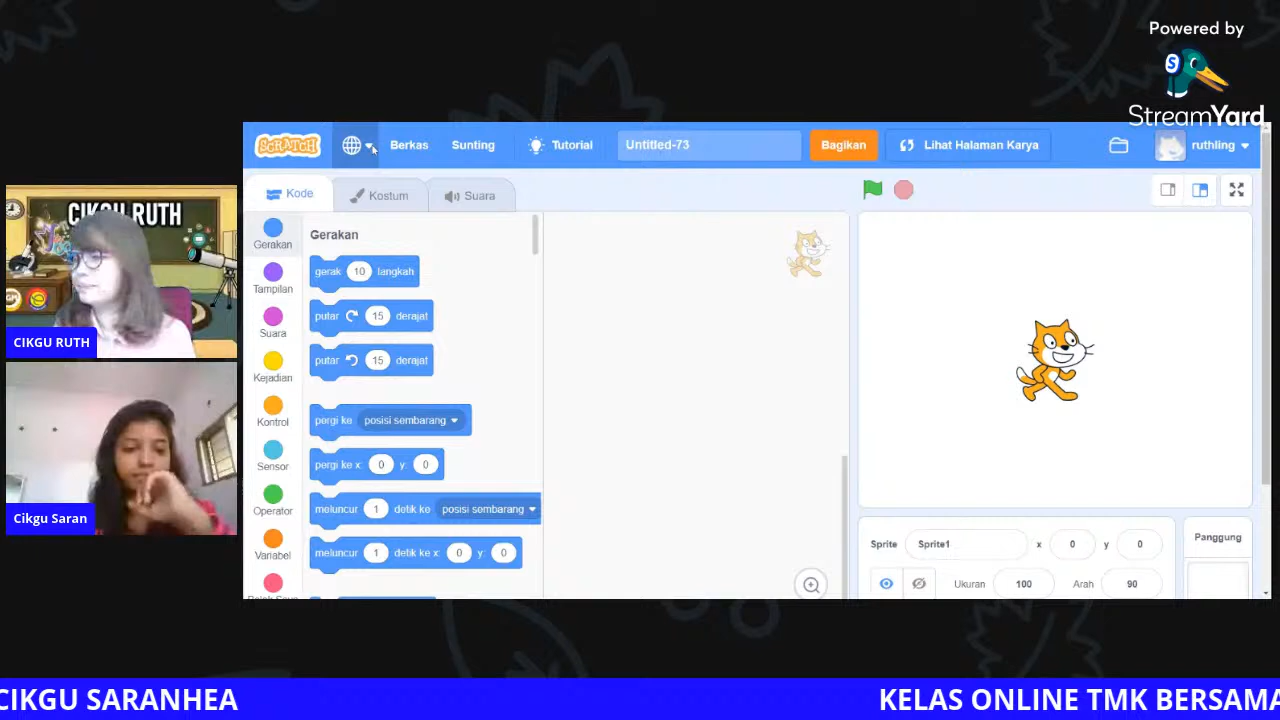 Powered by
StreamYard
SCRATCH
Berkas
Sunting
Tutorial
Untitled-73
Bagikan
Lihat Halaman Karya
ruthling
Kode
Kostum
Suara
CIKGU RUTH
CIKGU RUTH
Cikgu Saran
Gerakan
Tampilan
Suara
Kejadian
Kontrol
Sensor
Operator
Variabel
Gerakan
gerak 10 langkah
putar 15 derajat
putar 15 derajat
pergi ke posisi sembarang
pergi ke x: 0 y: 0
meluncur 1 detik ke posisi sembarang
meluncur 1 detik ke x: 0 y: 0
Sprite Sprite1 x 0 y 0
Ukuran 100 Arah 90
Panggung
CIKGU SARANHEA
KELAS ONLINE TMK BERSAMA